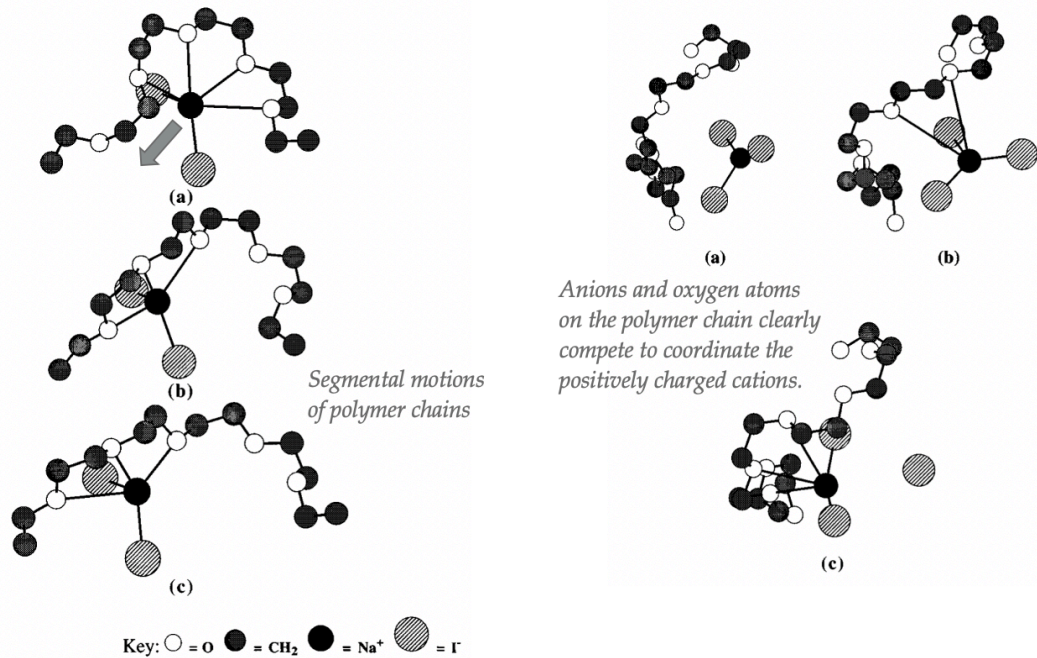 (a)
(b)
Segmental motions
of polymer chains
(c)
(a)
(b)
Anions and oxygen atoms
on the polymer chain clearly
compete to coordinate the
positively charged cations.
(c)
Key: = O = CH₂ = Na⁺ = I⁻